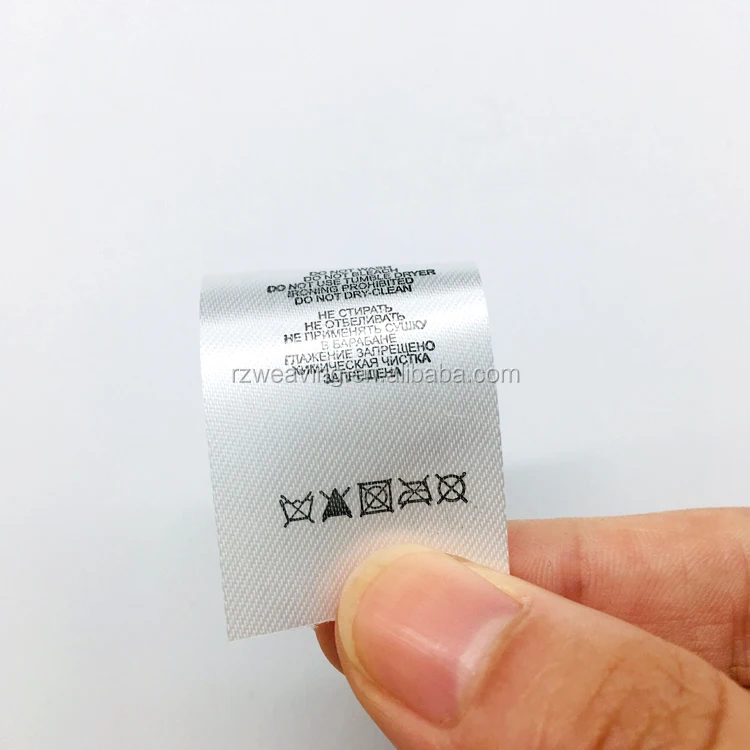 DO NOT WASH
DO NOT BLEACH
DO NOT USE TUMBLE DRYER
IRONING PROHIBITED
DO NOT DRY-CLEAN
НЕ СТИРАТЬ
НЕ ОТБЕЛИВАТЬ
НЕ ПРИМЕНЯТЬ СУШКУ
В БАРАБАНЕ
ГЛАЖЕНИЕ ЗАПРЕЩЕНО
ХИМИЧЕСКАЯ ЧИСТКА
ЗАПРЕЩЕНА
rzweaving.en.alibaba.com